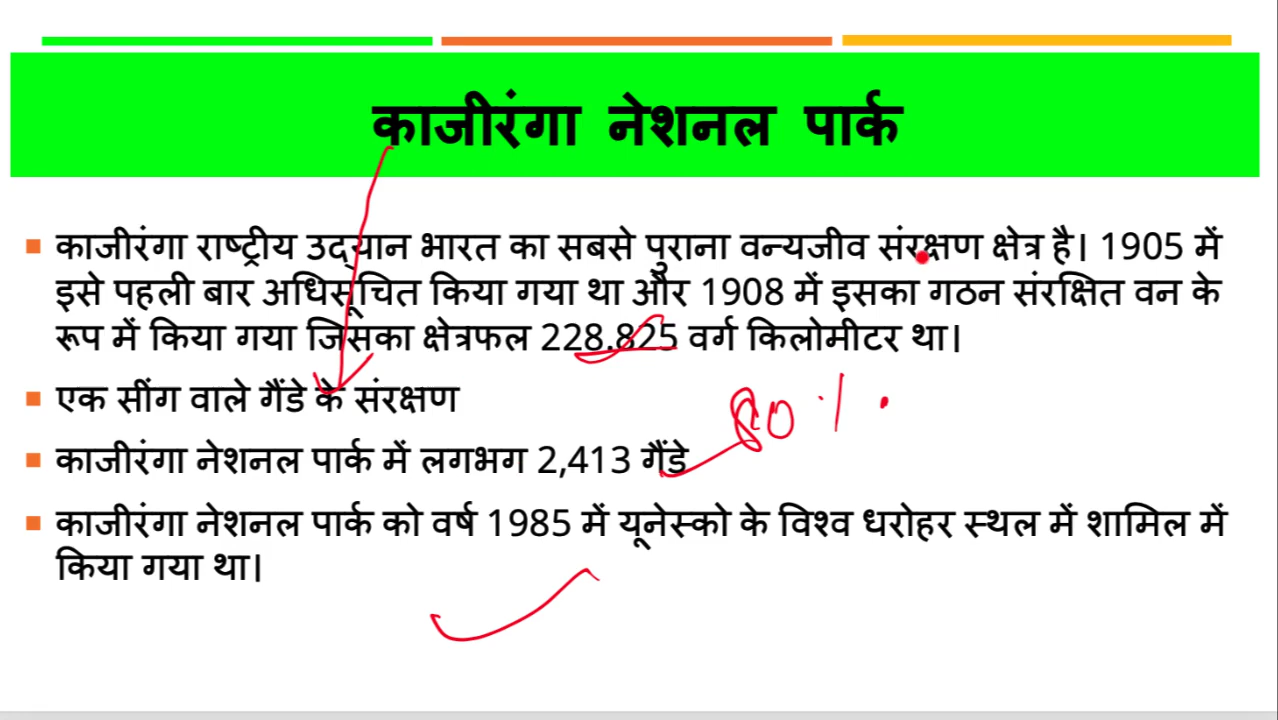 काजीरंगा नेशनल पार्क
काजीरंगा राष्ट्रीय उद्यान भारत का सबसे पुराना वन्यजीव संरक्षण क्षेत्र है। 1905 में
इसे पहली बार अधिसूचित किया गया था और 1908 में इसका गठन संरक्षित वन के
रूप में किया गया जिसका क्षेत्रफल 228.825 वर्ग किलोमीटर था।
एक सींग वाले गैंडे के संरक्षण
80%
काजीरंगा नेशनल पार्क में लगभग 2,413 गैंडे
काजीरंगा नेशनल पार्क को वर्ष 1985 में यूनेस्को के विश्व धरोहर स्थल में शामिल में
किया गया था।